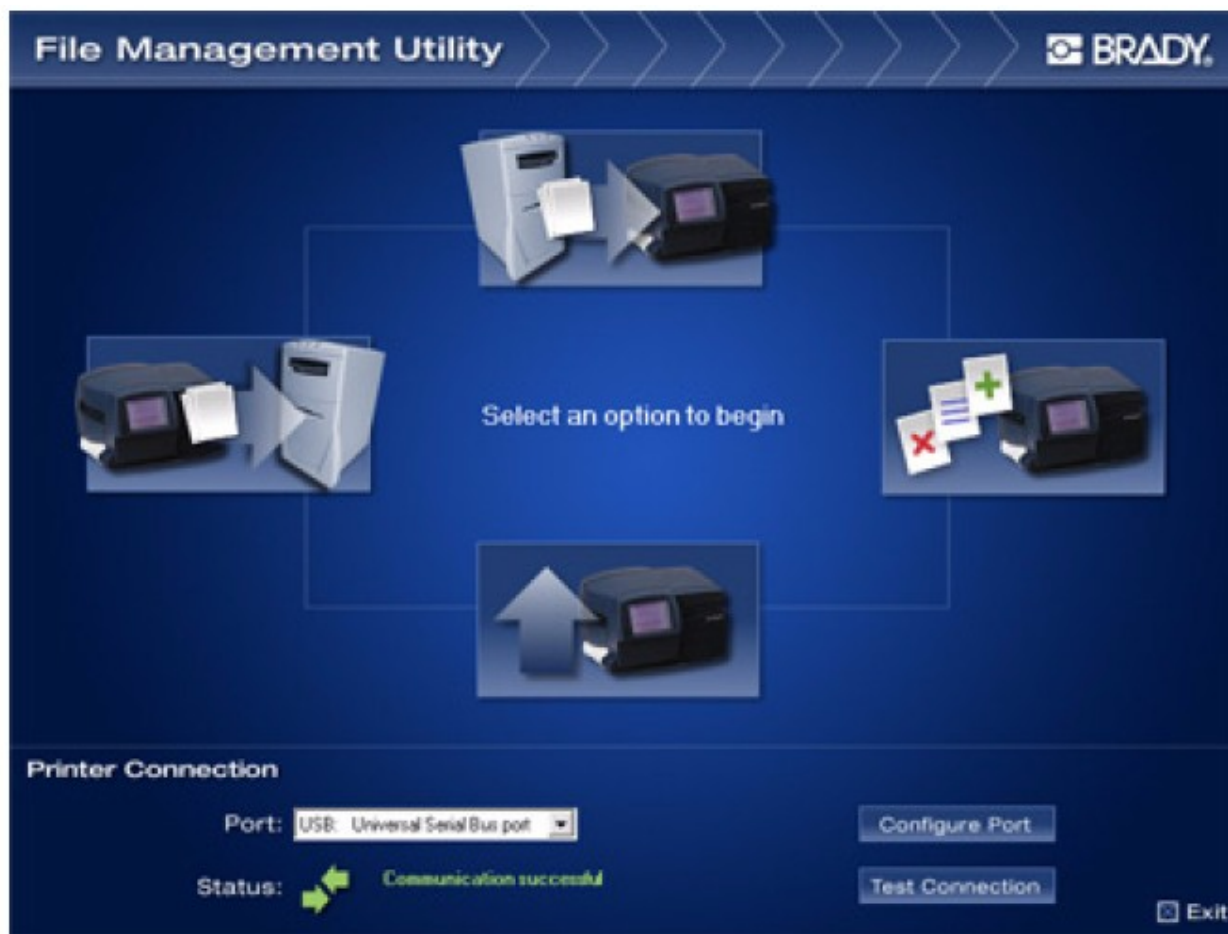 File Management Utility
BRADY®
Select an option to begin
Printer Connection
Port: USB: Universal Serial Bus port
Configure Port
Status: Communication successful
Test Connection
Exit